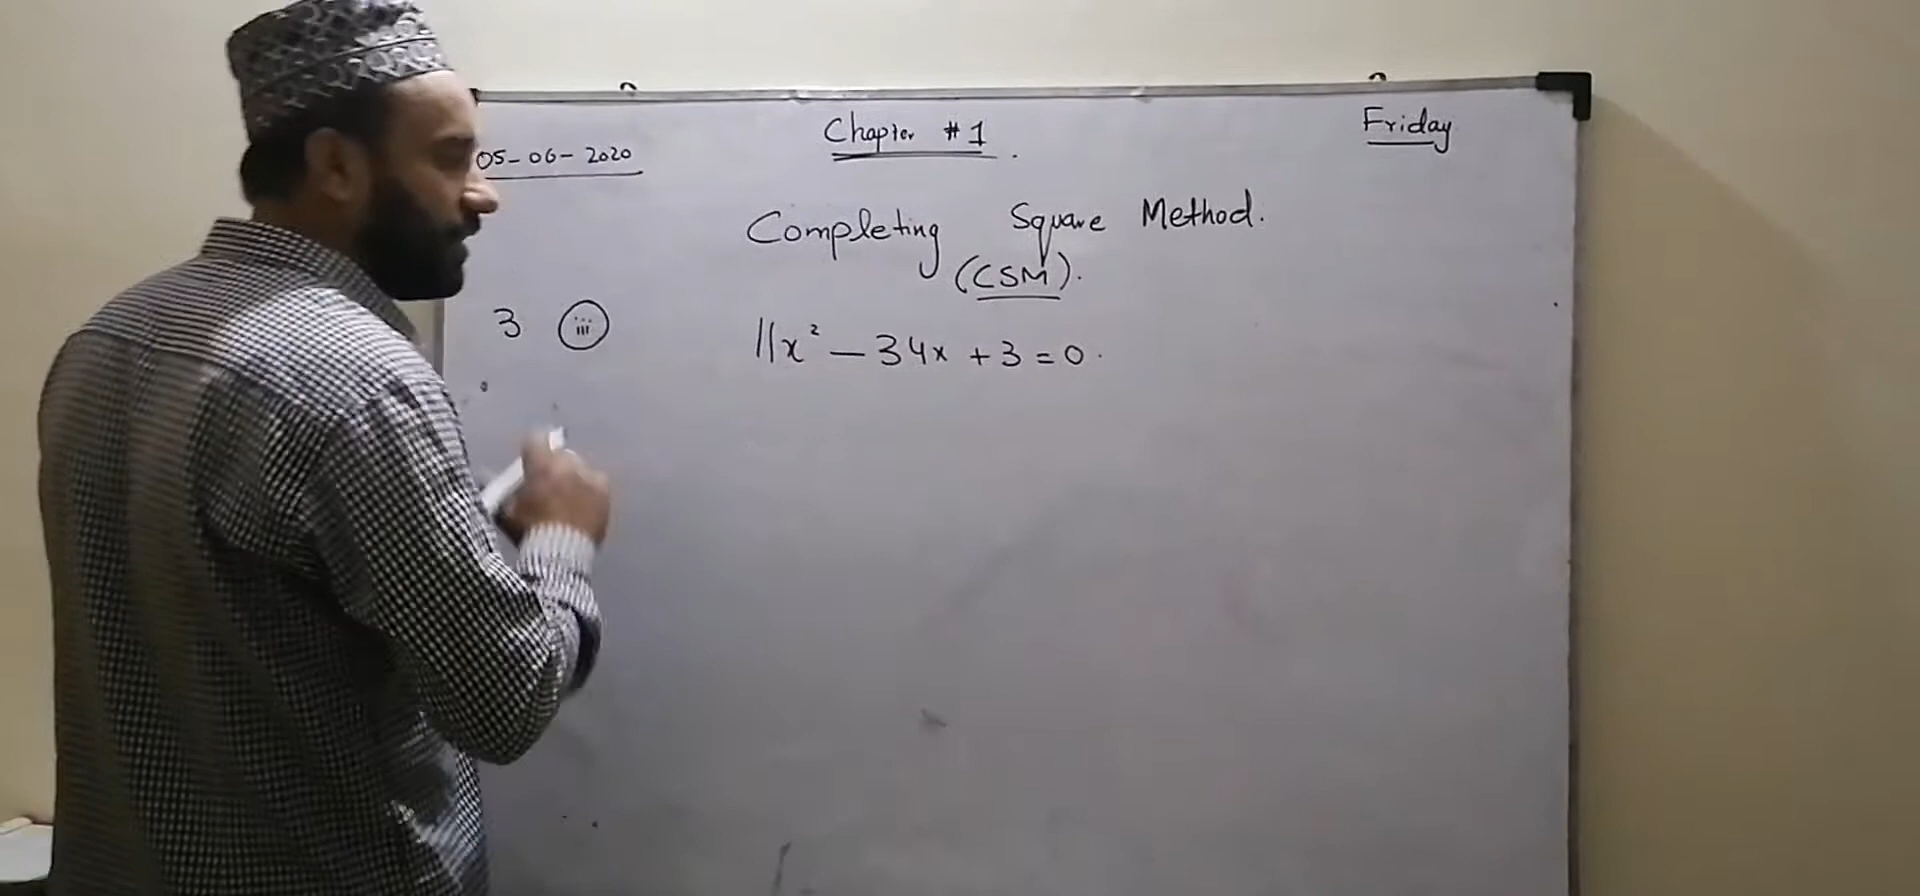 05-06-2020
Chapter #1
Friday
Completing Square Method.
(CSM).
3 iii 11x² - 34x + 3 = 0.